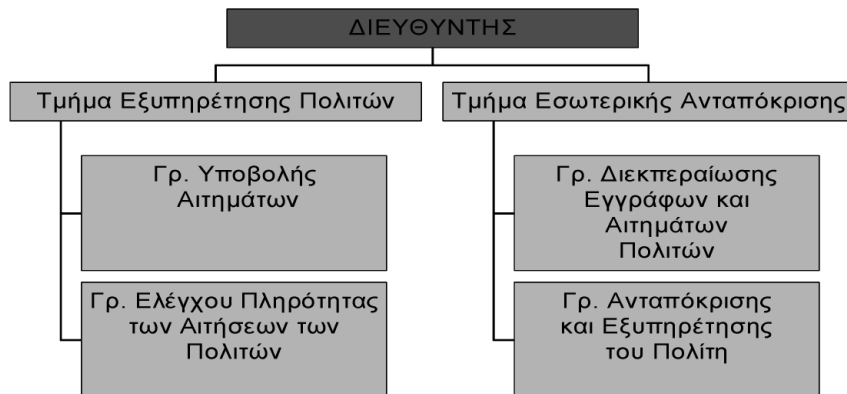 ΔΙΕΥΘΥΝΤΗΣ
Τμήμα Εξυπηρέτησης Πολιτών
Τμήμα Εσωτερικής Ανταπόκρισης
Γρ. Υποβολής
Αιτημάτων
Γρ. Διεκπεραίωσης
Εγγράφων και
Αιτημάτων
Πολιτών
Γρ. Ελέγχου Πληρότητας
των Αιτήσεων των
Πολιτών
Γρ. Ανταπόκρισης
και Εξυπηρέτησης
του Πολίτη